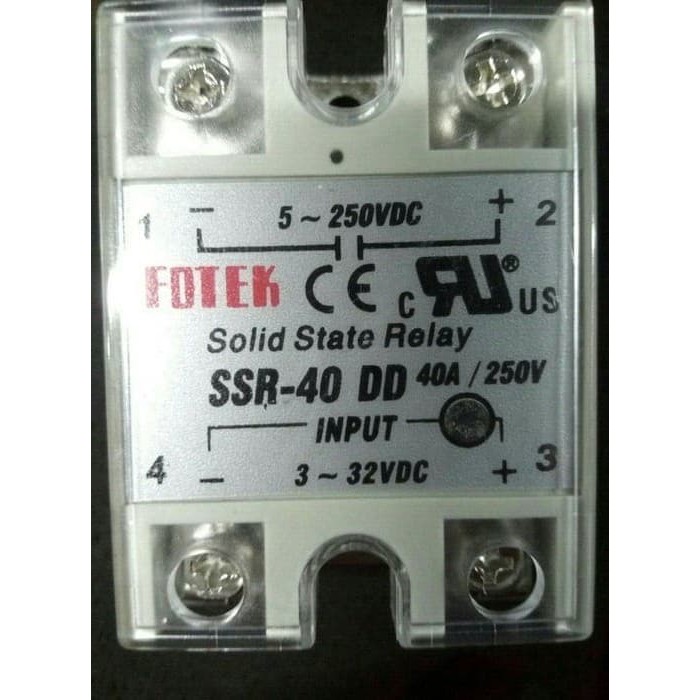 1 − 5 ~ 250VDC + 2
FOTEK CE c RU® US
Solid State Relay
SSR-40 DD 40A / 250V
INPUT
4 − 3 ~ 32VDC + 3